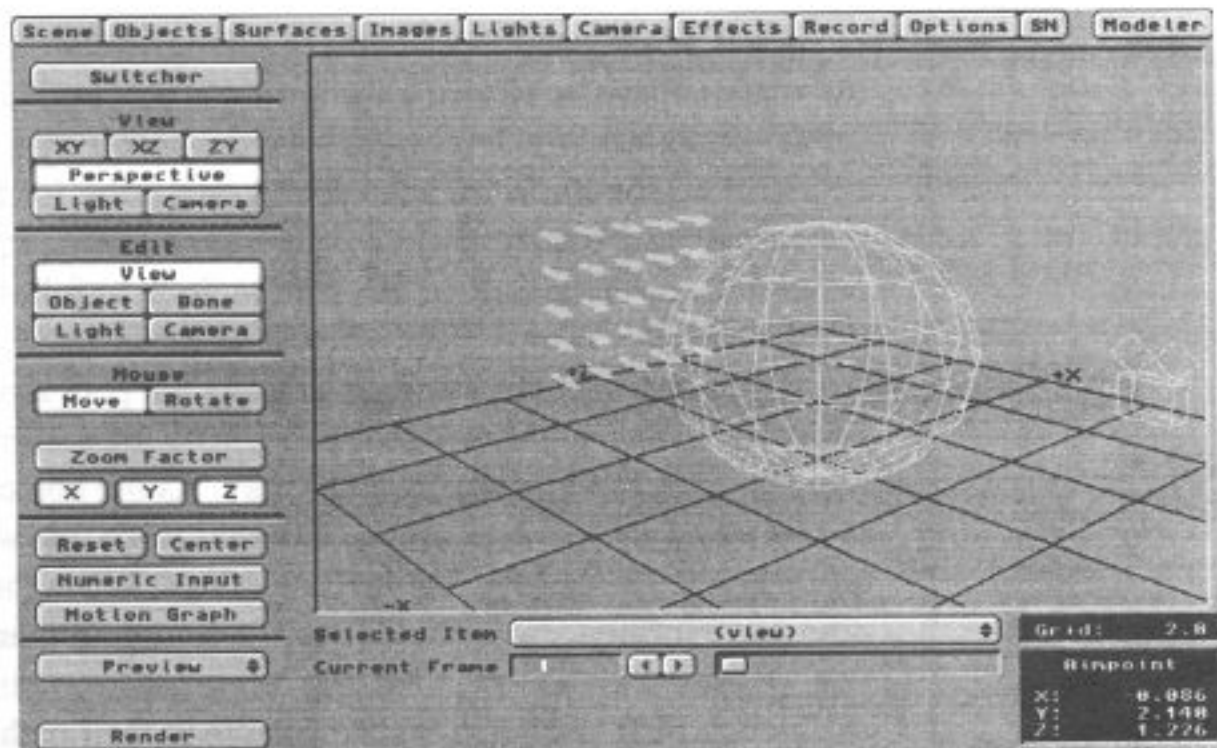 Scene Objects Surfaces Images Lights Camera Effects Record Options SN Modeler
Switcher
View
XY XZ ZY
Perspective
Light Camera
Edit
View
Object Bone
Light Camera
Mouse
Move Rotate
Zoom Factor
X Y Z
Reset Center
Numeric Input
Motion Graph
Preview
Render
+Z
+X
-X
Selected Item (view)
Current Frame 1
Grid: 2.0
Aimpoint
X: 0.086
Y: 2.140
Z: 1.226